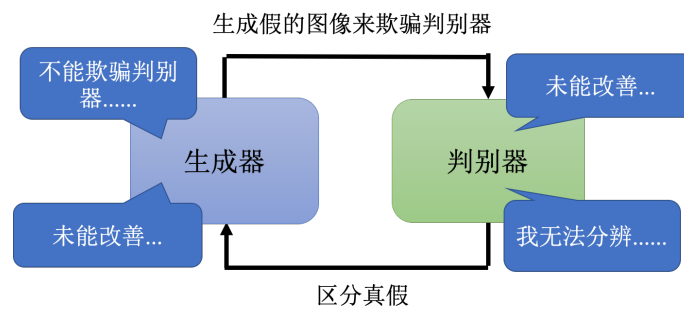 生成假的图像来欺骗判别器
不能欺骗判别
器……
未能改善…
生成器
判别器
未能改善…
我无法分辨……
区分真假